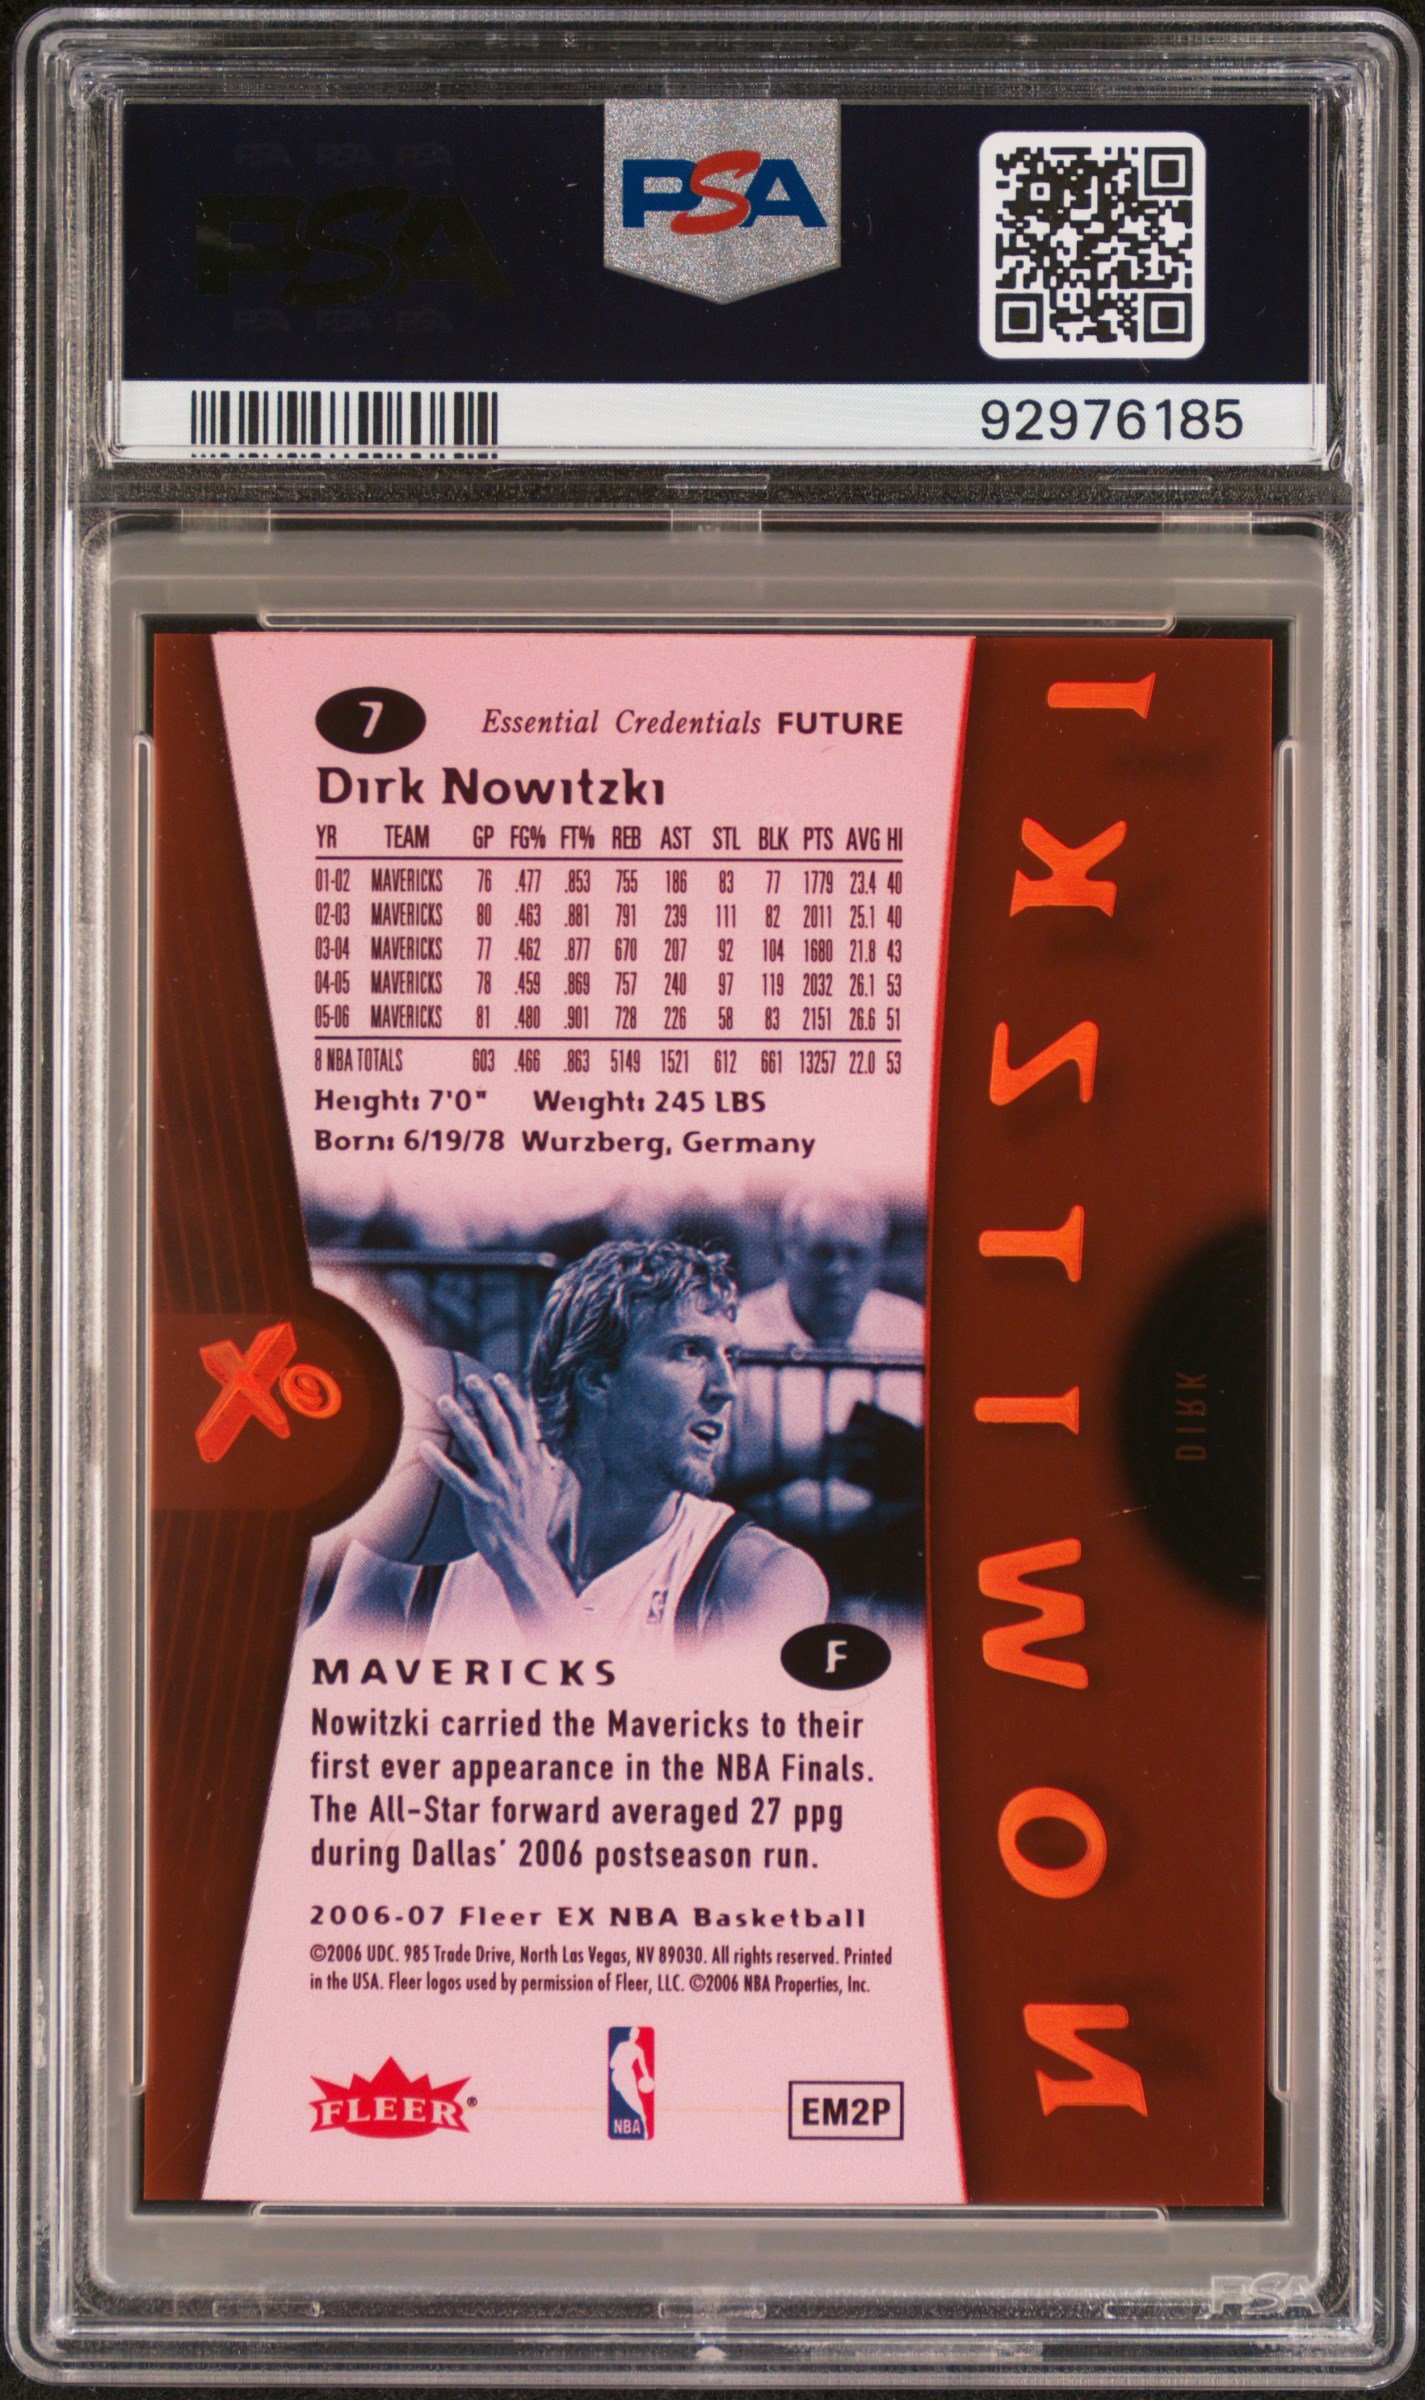 PSA PSA PSA
PSA
PSA PSA PSA
PSA
92976185
7 Essential Credentials FUTURE
Dirk Nowitzki
YR TEAM GP FG% FT% REB AST STL BLK PTS AVG HI
01-02 MAVERICKS 76 .477 .853 755 186 83 77 1779 23.4 40
02-03 MAVERICKS 80 .463 .881 791 239 111 82 2011 25.1 40
03-04 MAVERICKS 77 .462 .877 670 207 92 104 1680 21.8 43
04-05 MAVERICKS 78 .459 .869 757 240 97 119 2032 26.1 53
05-06 MAVERICKS 81 .480 .901 728 226 58 83 2151 26.6 51
8 NBA TOTALS 603 .466 .863 5149 1521 612 661 13257 22.0 53
Height: 7'0" Weight: 245 LBS
Born: 6/19/78 Wurzberg, Germany
X
DIRK
NOWITZKI
F
MAVERICKS
Nowitzki carried the Mavericks to their
first ever appearance in the NBA Finals.
The All-Star forward averaged 27 ppg
during Dallas' 2006 postseason run.
2006-07 Fleer EX NBA Basketball
©2006 UDC. 985 Trade Drive, North Las Vegas, NV 89030. All rights reserved. Printed
in the USA. Fleer logos used by permission of Fleer, LLC. ©2006 NBA Properties, Inc.
FLEER®
NBA
EM2P
PSA